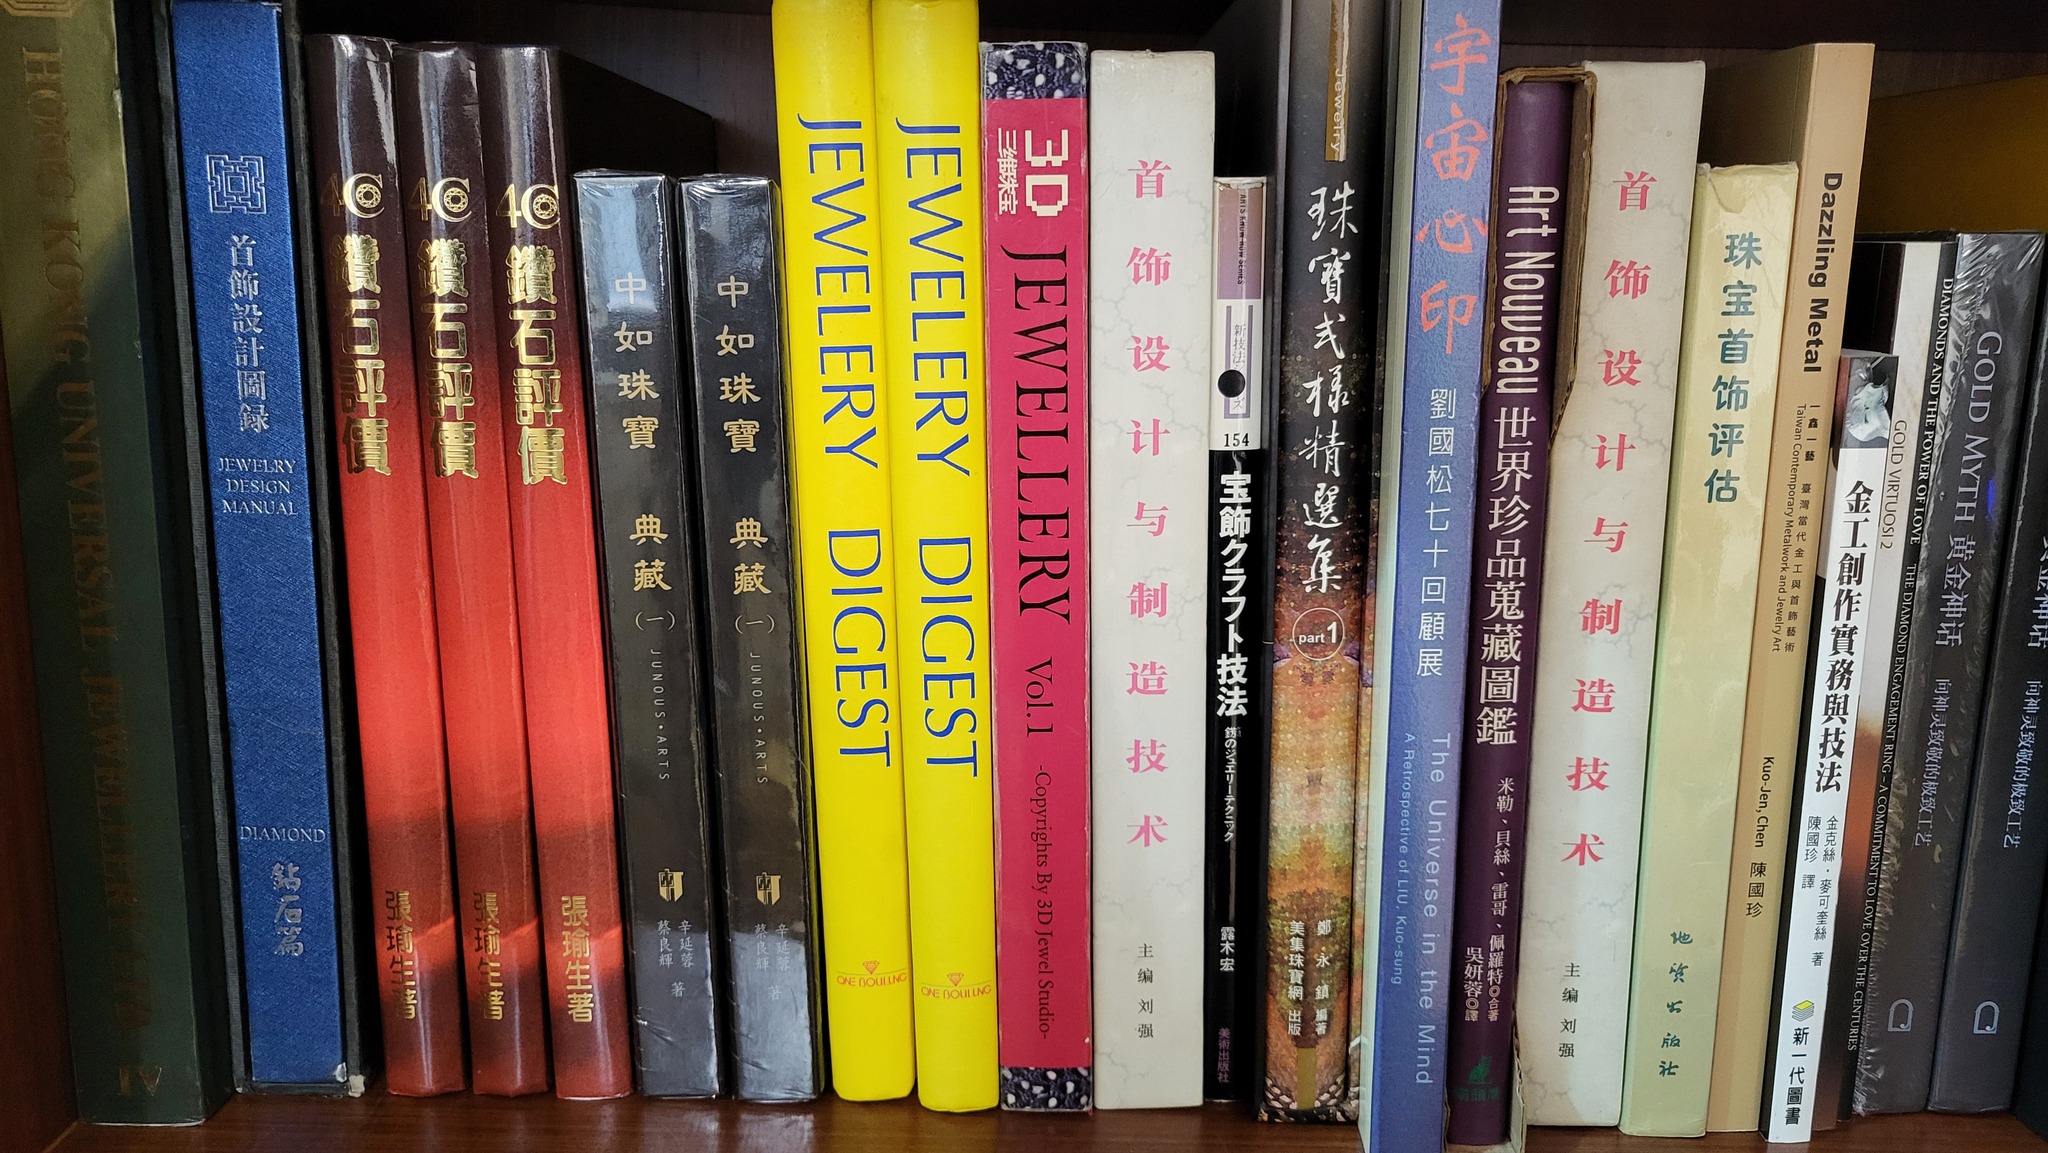 HONG KONG UNIVERSAL JEWELLERY
首飾設計圖錄
JEWELRY
DESIGN
MANUAL
DIAMOND
鉆石篇
4C
鑽石評價
張瑜生著
4C
鑽石評價
張瑜生著
4C
鑽石評價
張瑜生著
中如珠寶 典藏(一)
JUNOUS·ARTS
辛延蓉
蔡良輝 著
中如珠寶 典藏(一)
JUNOUS·ARTS
辛延蓉
蔡良輝 著
JEWELERY DIGEST
JEWELERY DIGEST
3D
三维珠宝
JEWELLERY Vol.1 -Copyrights By 3D Jewel Studio-
首饰设计与制造技术
主编 刘强
154
宝飾クラフト技法
露木宏
美術出版社
Jewelry
珠寶式樣精選集
part 1
鄭永鎮 編著
美集珠寶網 出版
宇宙心印
劉國松七十回顧展
The Universe in the Mind
A Retrospective of LIU, Kuo-sung
Art Nouveau 世界珍品蒐藏圖鑑
米勒、貝絲、雷哥、佩羅特◎合著
吳妍蓉◎譯
首饰设计与制造技术
主编 刘强
珠宝首饰评估
地质出版社
Dazzling Metal
一鑫一藝 臺灣當代金工與首飾藝術
Taiwan Contemporary Metalwork and Jewelry Art
Kuo-Jen, Chen 陳國珍
金工創作實務與技法
金克絲·麥可奎絲 著
陳國珍 譯
新一代圖書
GOLD VIRTUOSI 2
DIAMONDS AND THE POWER OF LOVE
THE DIAMOND ENGAGEMENT RING – A COMMITMENT TO LOVE OVER THE CENTURIES
GOLD MYTH 黄金神话
向神灵致敬的极致工艺
向神灵致敬的极致工艺